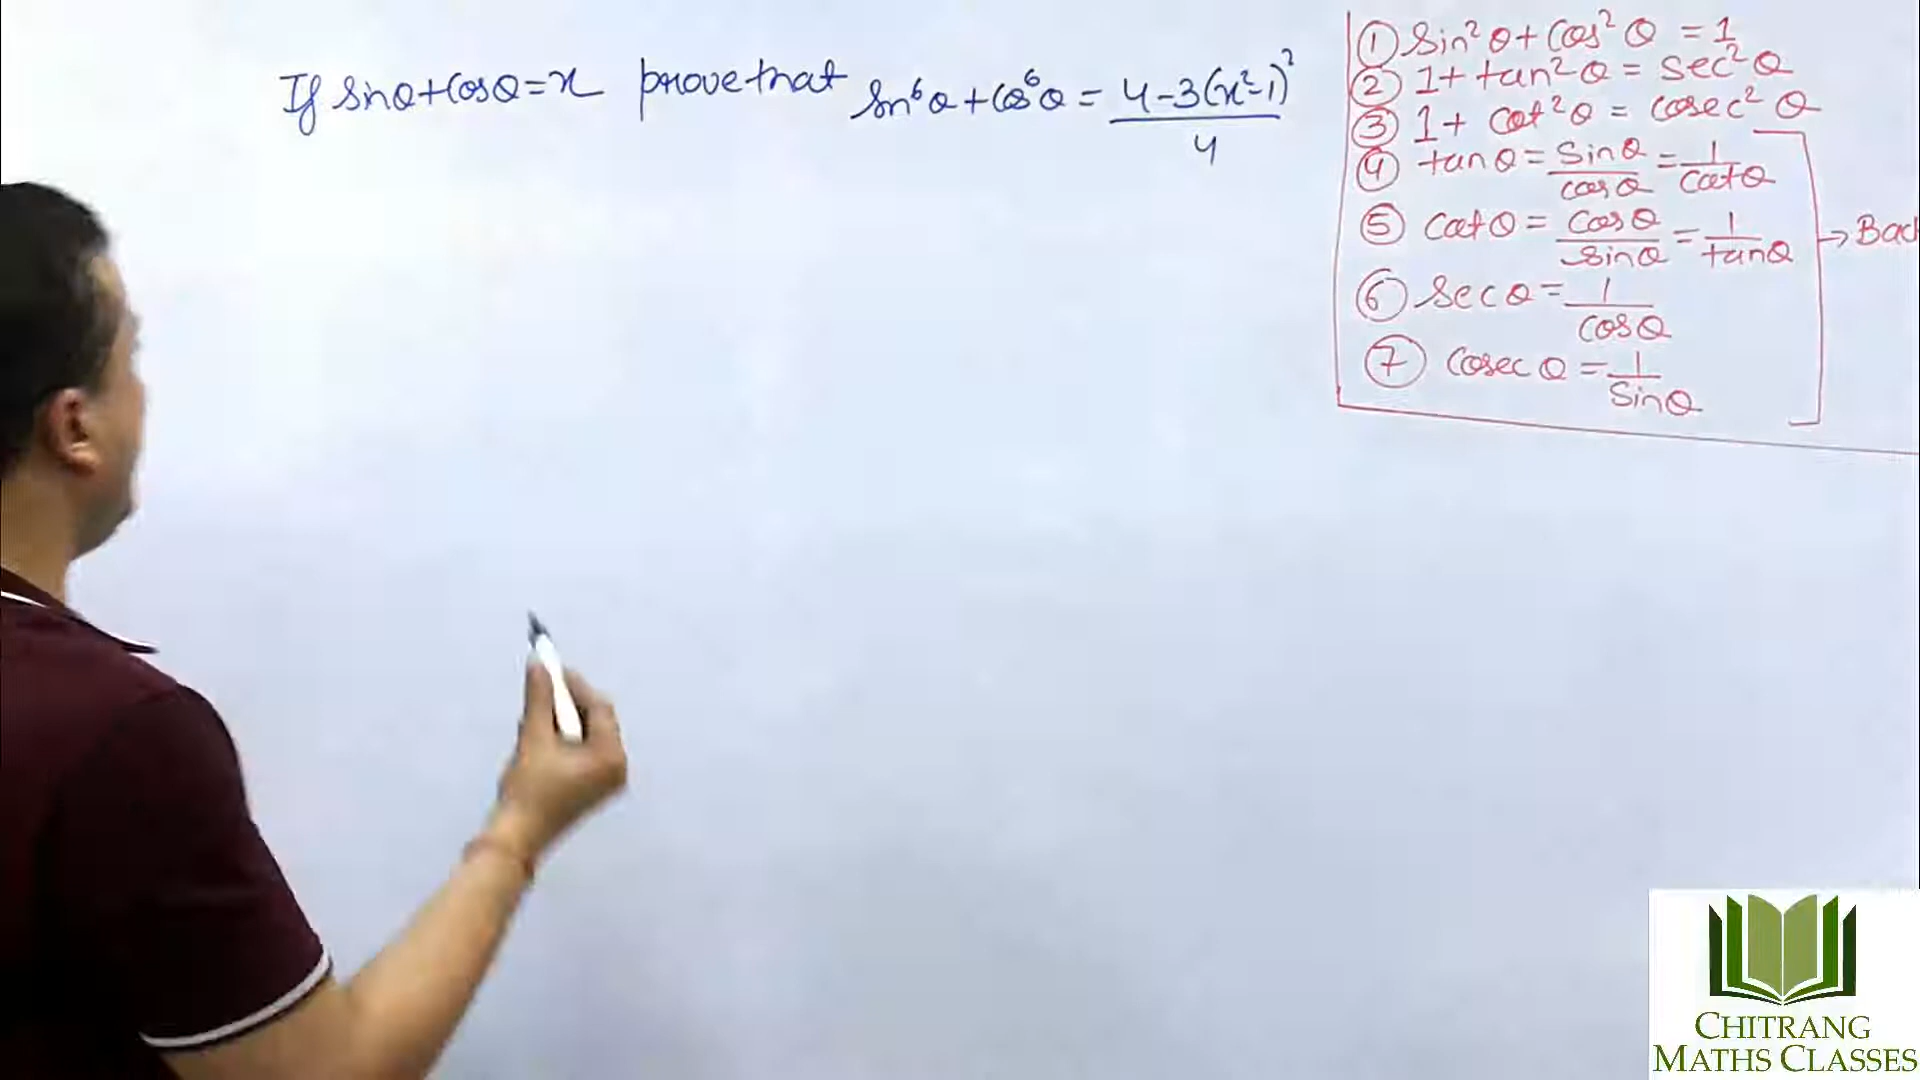 If sinθ+cosθ=x prove that sin⁶θ+cos⁶θ = 4-3(x²-1)²
4
① sin²θ+cos²θ = 1
② 1+tan²θ = sec²θ
③ 1+ cot²θ = cosec²θ
④ tanθ = sinθ/cosθ = 1/cotθ
⑤ cotθ = cosθ/sinθ = 1/tanθ
→ Bac
⑥ secθ = 1/cosθ
⑦ cosecθ = 1/sinθ
CHITRANG
MATHS CLASSES